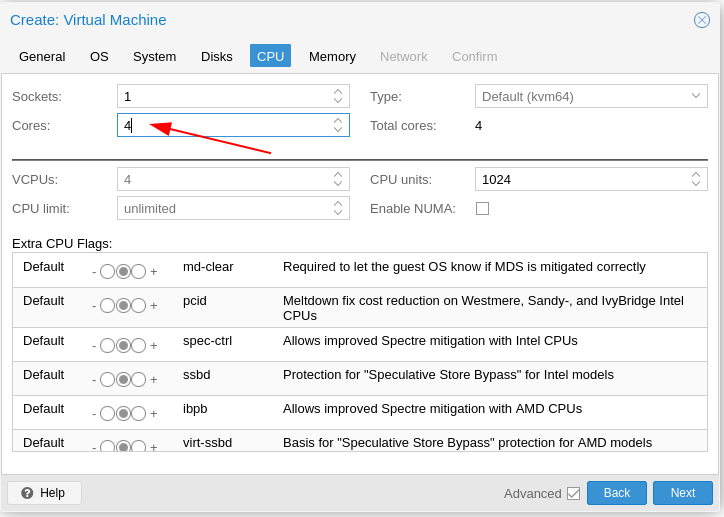 Create: Virtual Machine
General OS System Disks CPU Memory Network Confirm
Sockets: 1 Type: Default (kvm64)
Cores: 4 Total cores: 4
VCPUs: 4 CPU units: 1024
CPU limit: unlimited Enable NUMA:
Extra CPU Flags:
Default - + md-clear Required to let the guest OS know if MDS is mitigated correctly
Default - + pcid Meltdown fix cost reduction on Westmere, Sandy-, and IvyBridge Intel
CPUs
Default - + spec-ctrl Allows improved Spectre mitigation with Intel CPUs
Default - + ssbd Protection for "Speculative Store Bypass" for Intel models
Default - + ibpb Allows improved Spectre mitigation with AMD CPUs
Default - + virt-ssbd Basis for "Speculative Store Bypass" protection for AMD models
? Help Advanced Back Next